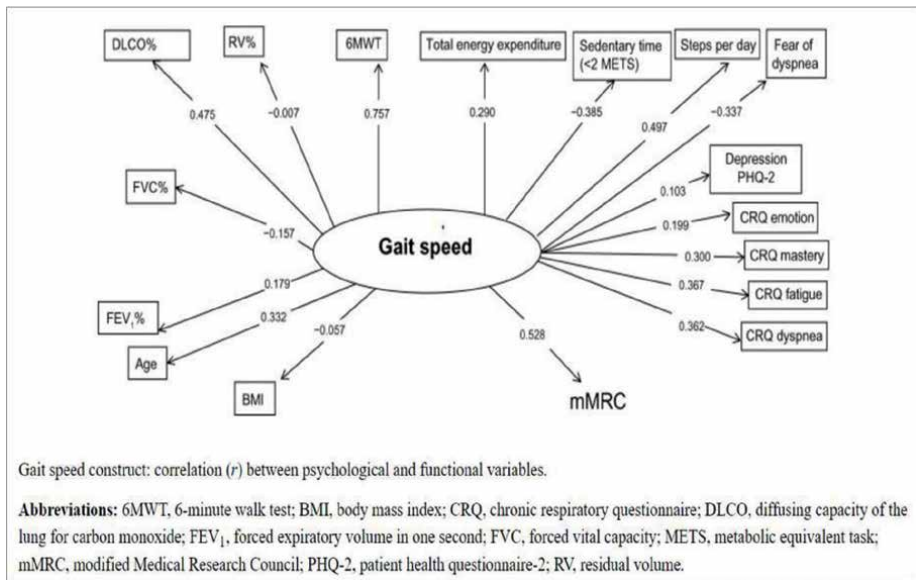 DLCO%
RV%
6MWT
Total energy expenditure
Sedentary time
(<2 METS)
Steps per day
Fear of
dyspnea
0.475
−0.007
0.757
0.290
−0.385
0.497
−0.337
FVC%
−0.157
Depression
PHQ-2
0.103
CRQ emotion
0.199
Gait speed
0.300
CRQ mastery
0.367
CRQ fatigue
0.362
CRQ dyspnea
FEV₁%
0.179
Age
0.332
−0.057
BMI
0.528
mMRC
Gait speed construct: correlation (r) between psychological and functional variables.
Abbreviations: 6MWT, 6-minute walk test; BMI, body mass index; CRQ, chronic respiratory questionnaire; DLCO, diffusing capacity of the
lung for carbon monoxide; FEV₁, forced expiratory volume in one second; FVC, forced vital capacity; METS, metabolic equivalent task;
mMRC, modified Medical Research Council; PHQ-2, patient health questionnaire-2; RV, residual volume.